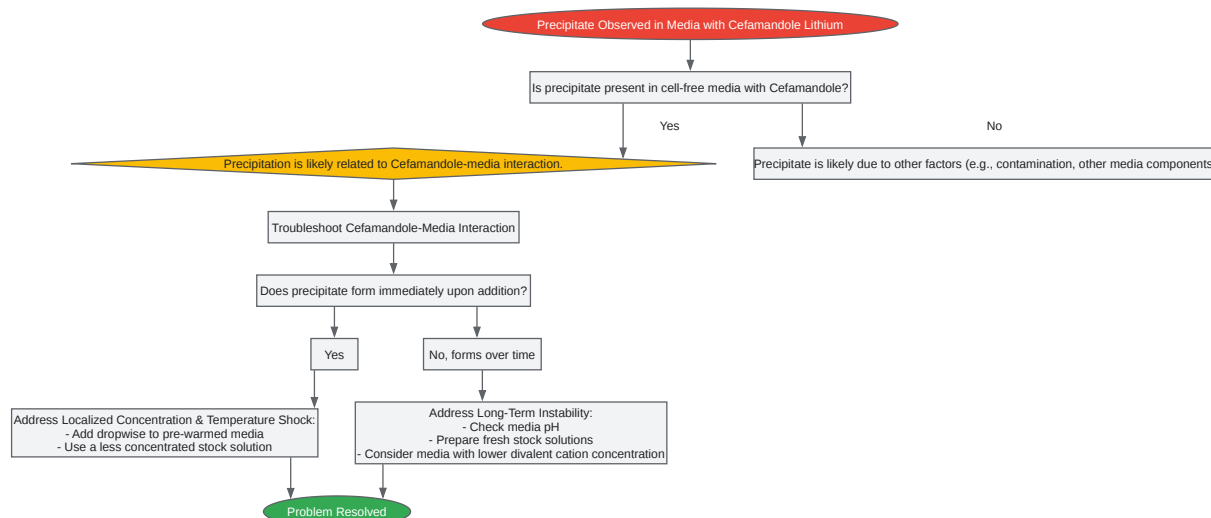 Precipitate Observed in Media with Cefamandole Lithium
Is precipitate present in cell-free media with Cefamandole?
Yes
No
Precipitation is likely related to Cefamandole-media interaction.
Precipitate is likely due to other factors (e.g., contamination, other media components
Troubleshoot Cefamandole-Media Interaction
Does precipitate form immediately upon addition?
Yes
No, forms over time
Address Localized Concentration & Temperature Shock:
- Add dropwise to pre-warmed media
- Use a less concentrated stock solution
Address Long-Term Instability:
- Check media pH
- Prepare fresh stock solutions
- Consider media with lower divalent cation concentration
Problem Resolved